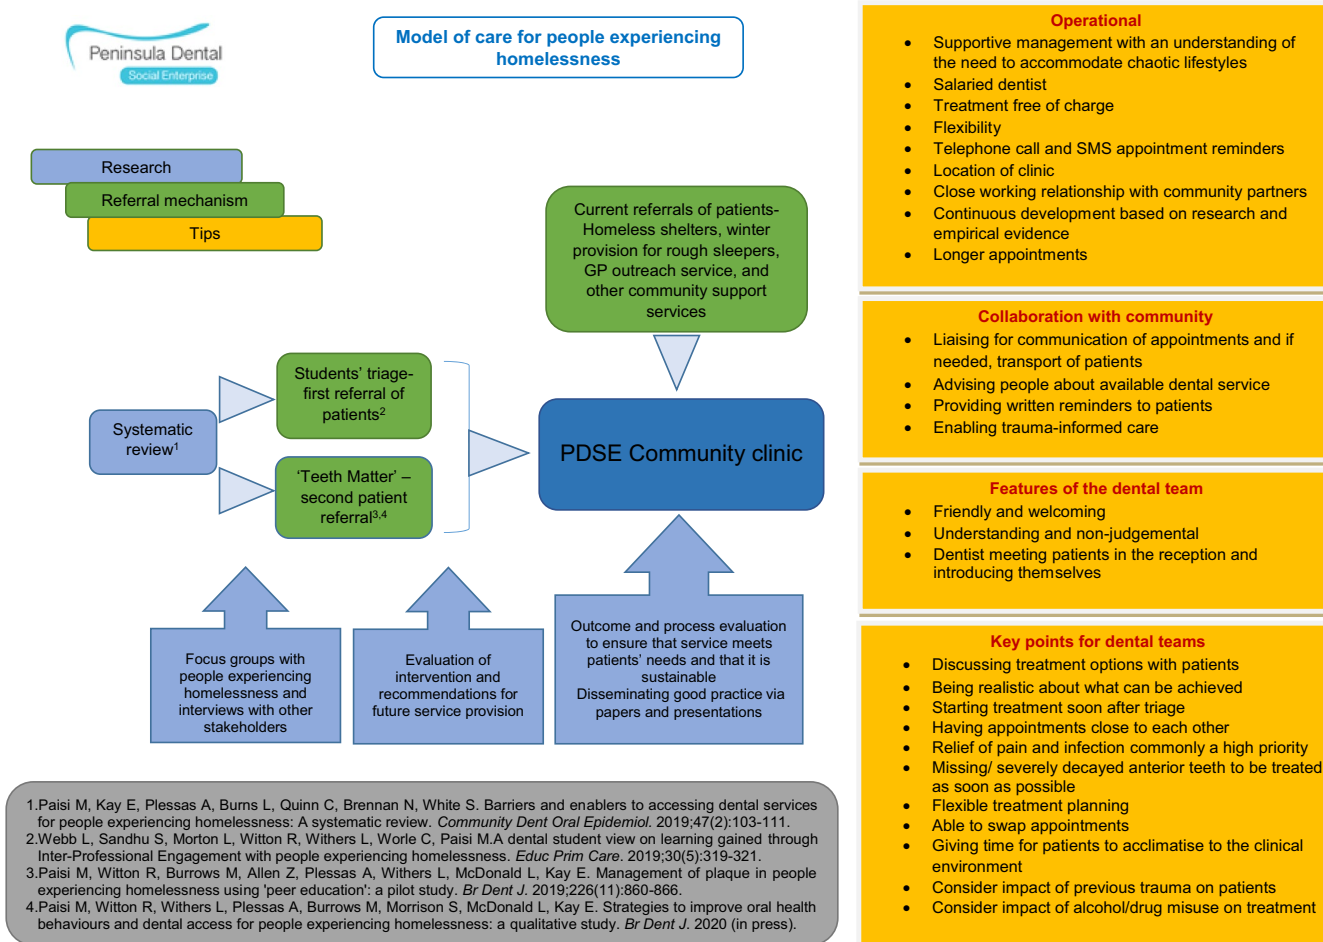 Peninsula Dental
Social Enterprise
Model of care for people experiencing
homelessness
Research
Referral mechanism
Tips
Current referrals of patients-
Homeless shelters, winter
provision for rough sleepers,
GP outreach service, and
other community support
services
Students’ triage-
first referral of
patients2
Systematic
review1
‘Teeth Matter’ –
second patient
referral3,4
PDSE Community clinic
Focus groups with
people experiencing
homelessness and
interviews with other
stakeholders
Evaluation of
intervention and
recommendations for
future service provision
Outcome and process evaluation
to ensure that service meets
patients’ needs and that it is
sustainable
Disseminating good practice via
papers and presentations
1.Paisi M, Kay E, Plessas A, Burns L, Quinn C, Brennan N, White S. Barriers and enablers to accessing dental services
for people experiencing homelessness: A systematic review. Community Dent Oral Epidemiol. 2019;47(2):103-111.
2.Webb L, Sandhu S, Morton L, Witton R, Withers L, Worle C, Paisi M.A dental student view on learning gained through
Inter-Professional Engagement with people experiencing homelessness. Educ Prim Care. 2019;30(5):319-321.
3.Paisi M, Witton R, Burrows M, Allen Z, Plessas A, Withers L, McDonald L, Kay E. Management of plaque in people
experiencing homelessness using 'peer education': a pilot study. Br Dent J. 2019;226(11):860-866.
4.Paisi M, Witton R, Withers L, Plessas A, Burrows M, Morrison S, McDonald L, Kay E. Strategies to improve oral health
behaviours and dental access for people experiencing homelessness: a qualitative study. Br Dent J. 2020 (in press).
Operational
• Supportive management with an understanding of
the need to accommodate chaotic lifestyles
• Salaried dentist
• Treatment free of charge
• Flexibility
• Telephone call and SMS appointment reminders
• Location of clinic
• Close working relationship with community partners
• Continuous development based on research and
empirical evidence
• Longer appointments
Collaboration with community
• Liaising for communication of appointments and if
needed, transport of patients
• Advising people about available dental service
• Providing written reminders to patients
• Enabling trauma-informed care
Features of the dental team
• Friendly and welcoming
• Understanding and non-judgemental
• Dentist meeting patients in the reception and
introducing themselves
Key points for dental teams
• Discussing treatment options with patients
• Being realistic about what can be achieved
• Starting treatment soon after triage
• Having appointments close to each other
• Relief of pain and infection commonly a high priority
• Missing/ severely decayed anterior teeth to be treated
as soon as possible
• Flexible treatment planning
• Able to swap appointments
• Giving time for patients to acclimatise to the clinical
environment
• Consider impact of previous trauma on patients
• Consider impact of alcohol/drug misuse on treatment